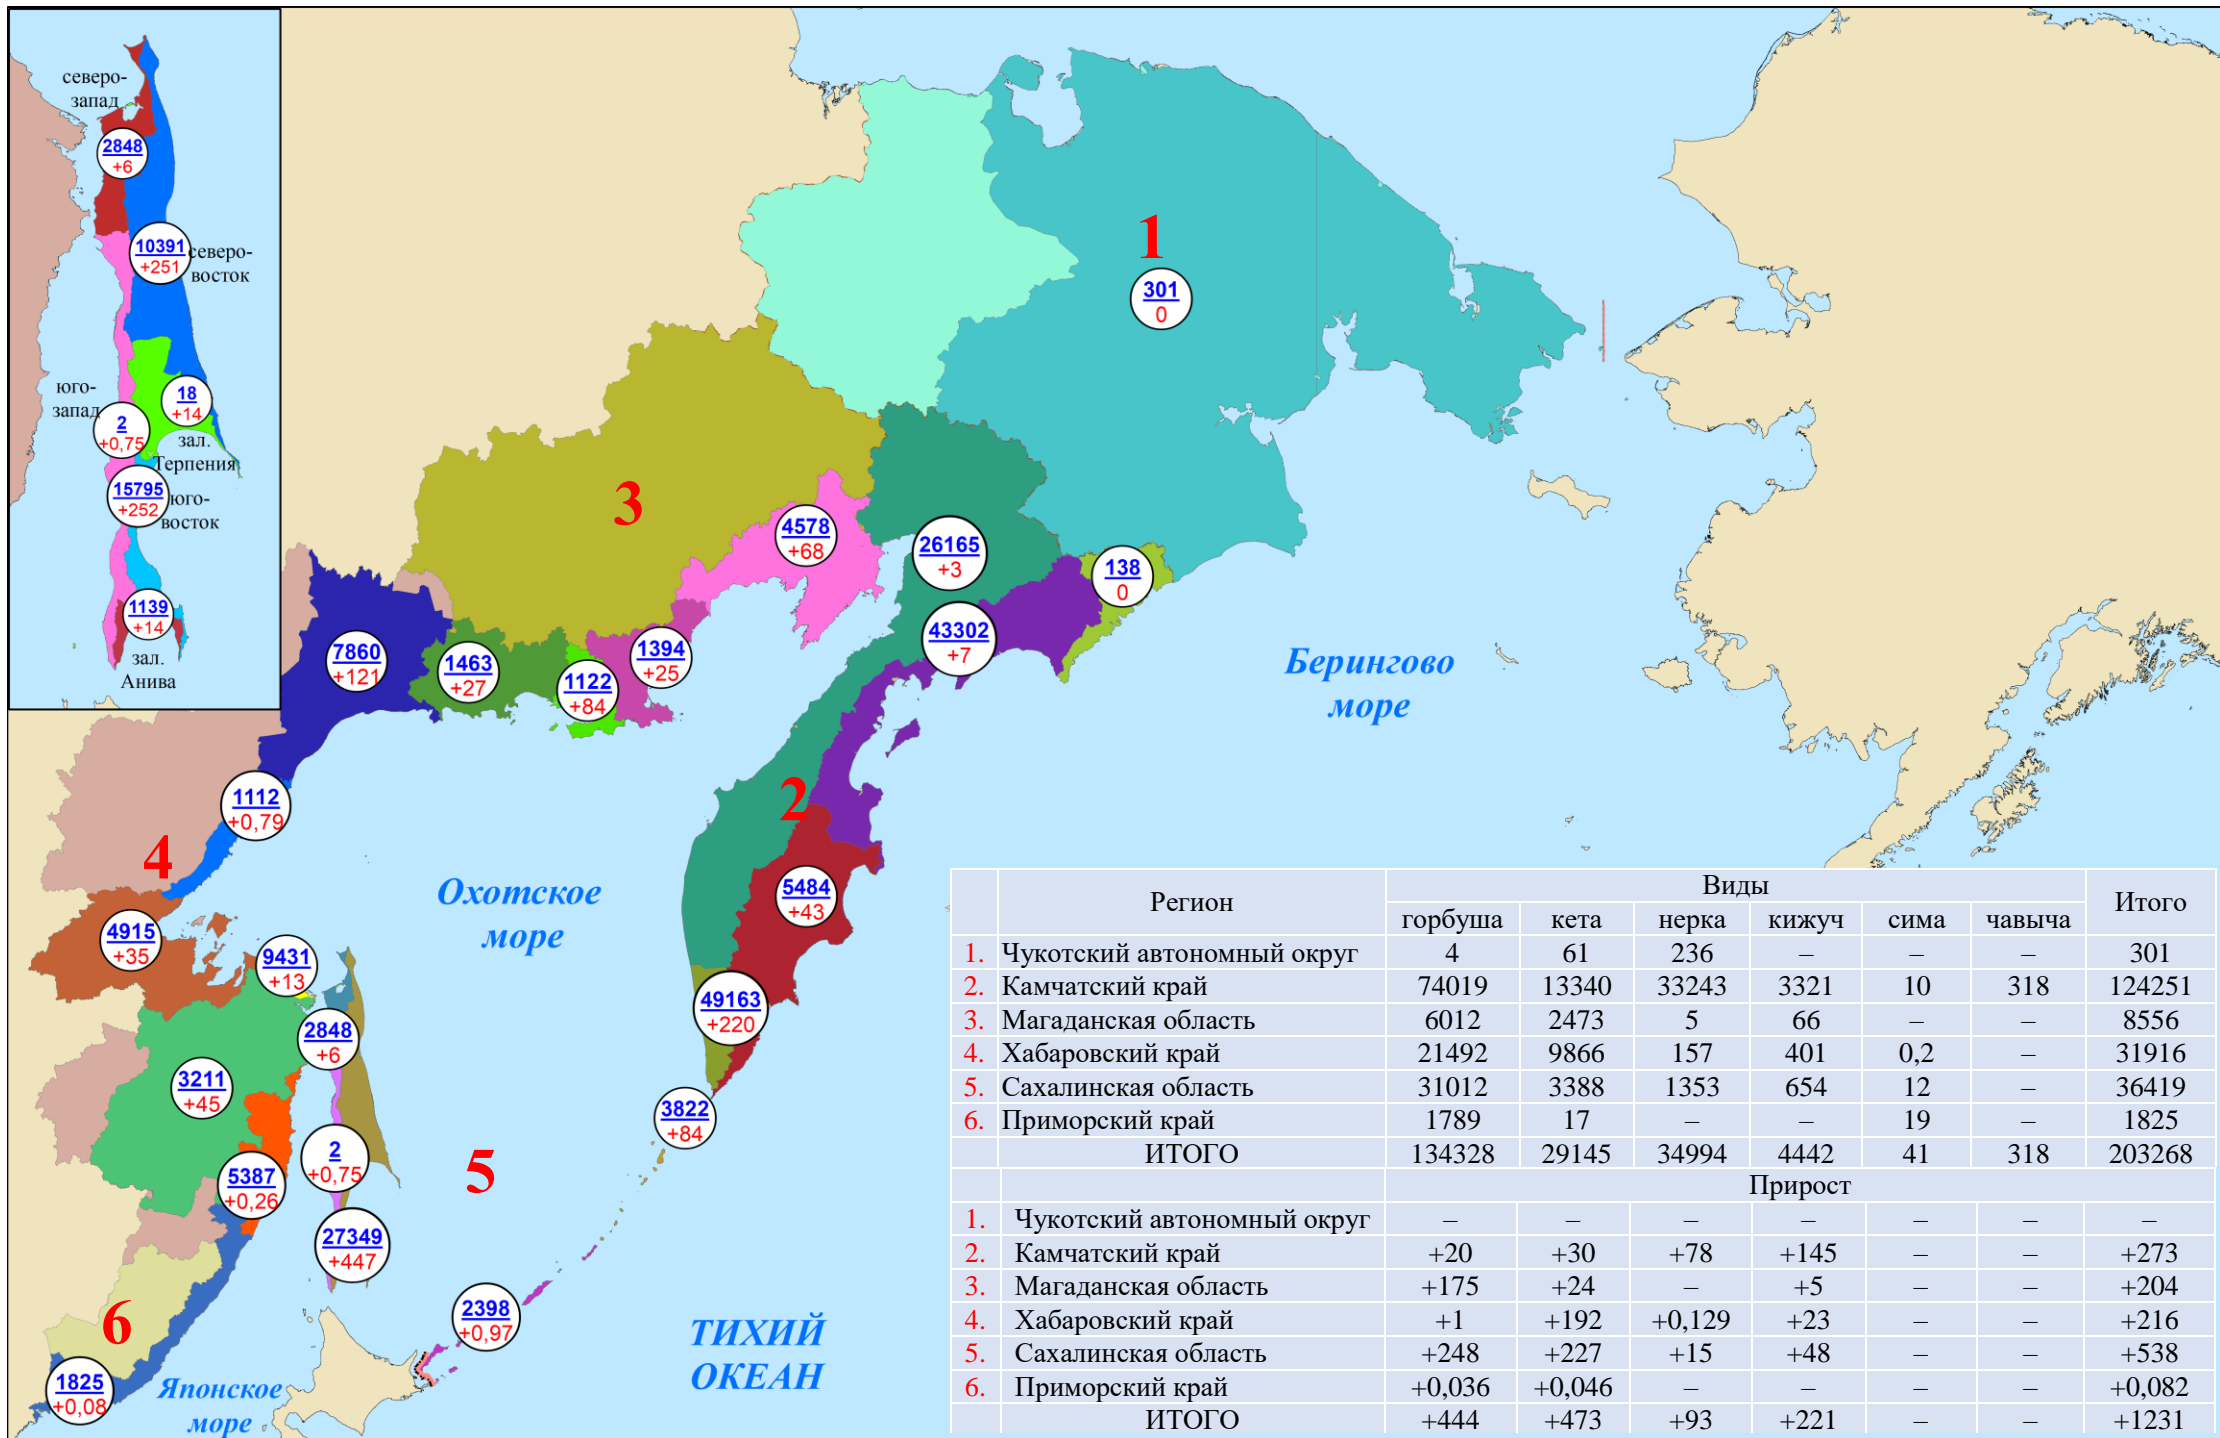 северо-
запад
2848
+6
10391
+251
северо-
восток
юго-
запад
2
+0,75
18
+14
зал.
Терпения
15795
+252
юго-
восток
1139
+14
зал.
Анива
1
301
0
3
4578
+68
26165
+3
138
0
43302
+7
7860
+121
1463
+27
1122
+84
1394
+25
Берингово
море
2
1112
+0,79
4
Охотское
море
5484
+43
4915
+35
9431
+13
49163
+220
2848
+6
3211
+45
3822
+84
2
+0,75
5
5387
+0,26
27349
+447
2398
+0,97
6
ТИХИЙ
ОКЕАН
1825
+0,08
Японское
море
Регион Виды Итого
горбуша кета нерка кижуч сима чавыча
1. Чукотский автономный округ 4 61 236 – – – 301
2. Камчатский край 74019 13340 33243 3321 10 318 124251
3. Магаданская область 6012 2473 5 66 – – 8556
4. Хабаровский край 21492 9866 157 401 0,2 – 31916
5. Сахалинская область 31012 3388 1353 654 12 – 36419
6. Приморский край 1789 17 – – 19 – 1825
ИТОГО 134328 29145 34994 4442 41 318 203268
Прирост
1. Чукотский автономный округ – – – – – – –
2. Камчатский край +20 +30 +78 +145 – – +273
3. Магаданская область +175 +24 – +5 – – +204
4. Хабаровский край +1 +192 +0,129 +23 – – +216
5. Сахалинская область +248 +227 +15 +48 – – +538
6. Приморский край +0,036 +0,046 – – – – +0,082
ИТОГО +444 +473 +93 +221 – – +1231